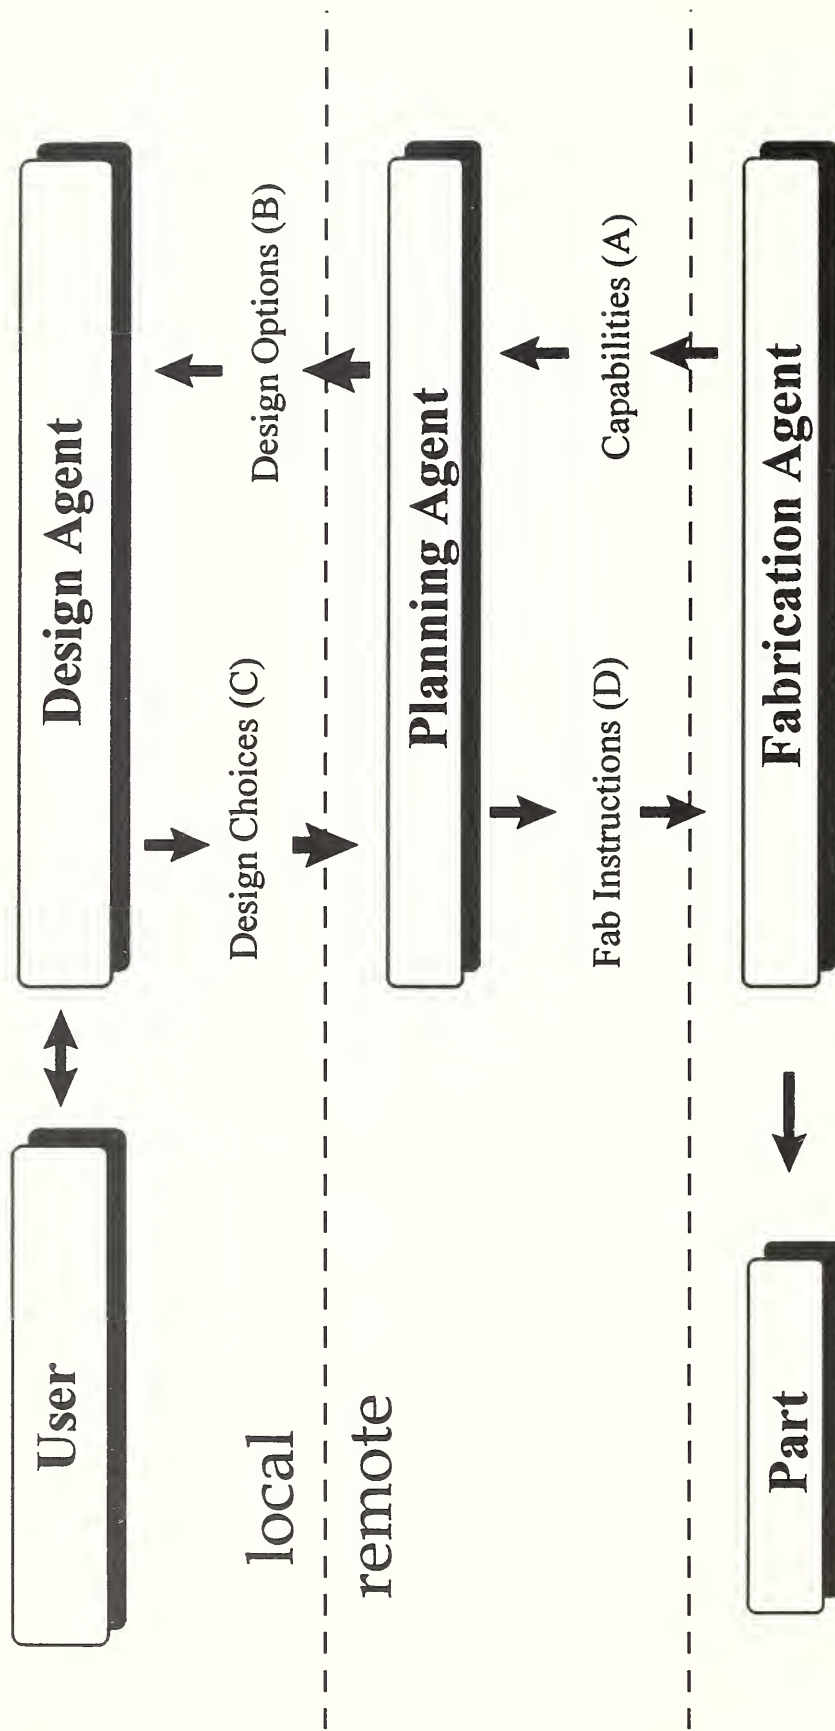 User
Design Agent
Design Choices (C)
Design Options (B)
local
remote
Planning Agent
Fab Instructions (D)
Capabilities (A)
Part
Fabrication Agent